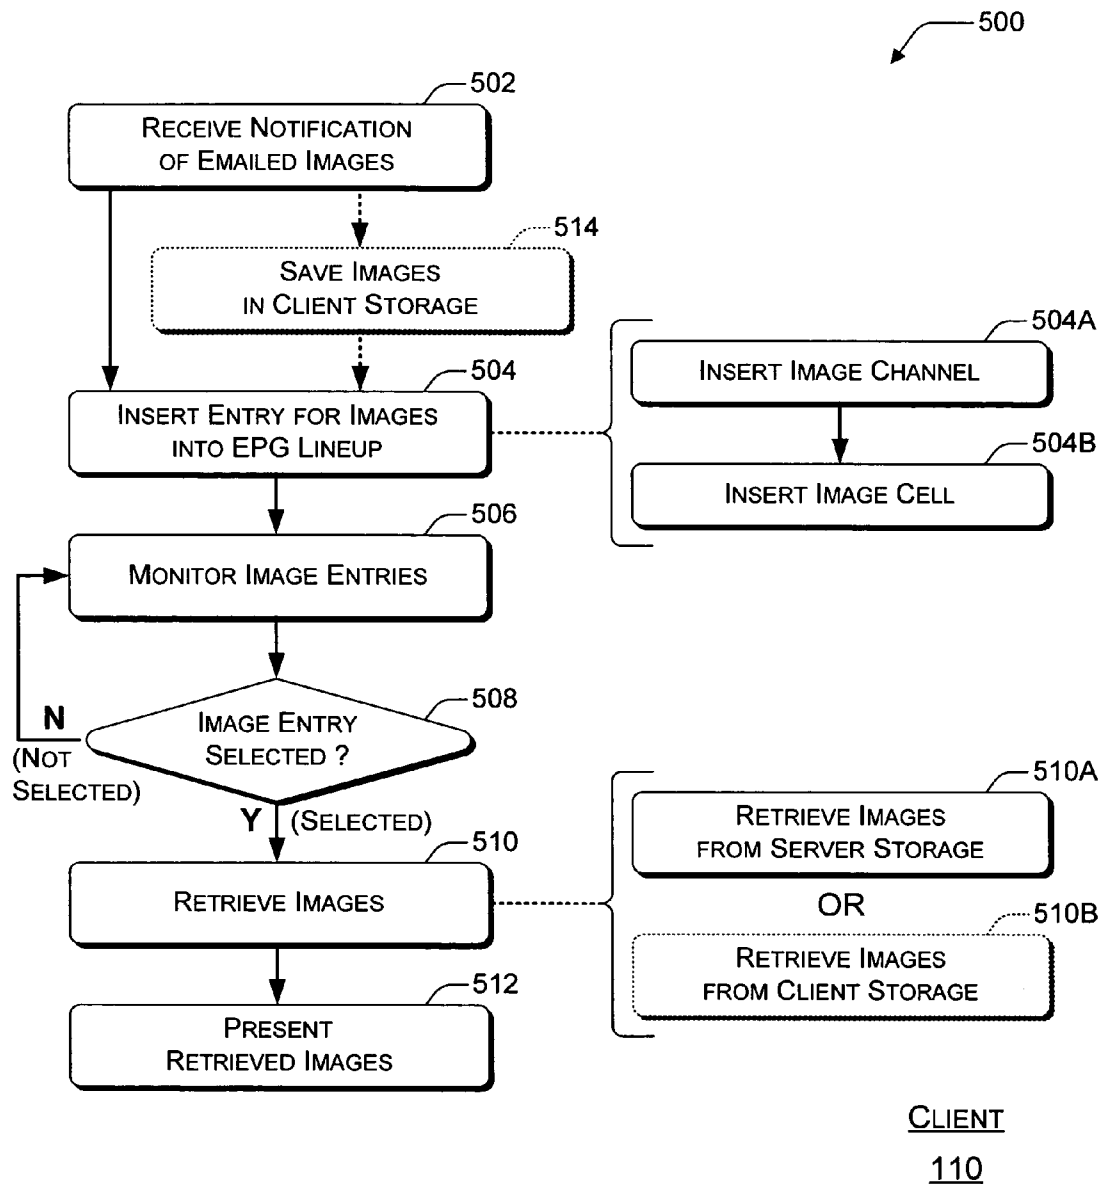 500
502
RECEIVE NOTIFICATION
OF EMAILED IMAGES
514
SAVE IMAGES
IN CLIENT STORAGE
504
INSERT ENTRY FOR IMAGES
INTO EPG LINEUP
504A
INSERT IMAGE CHANNEL
504B
INSERT IMAGE CELL
506
MONITOR IMAGE ENTRIES
508
IMAGE ENTRY
SELECTED ?
N
(NOT
SELECTED)
Y (SELECTED)
510
RETRIEVE IMAGES
510A
RETRIEVE IMAGES
FROM SERVER STORAGE
OR
510B
RETRIEVE IMAGES
FROM CLIENT STORAGE
512
PRESENT
RETRIEVED IMAGES
CLIENT
110